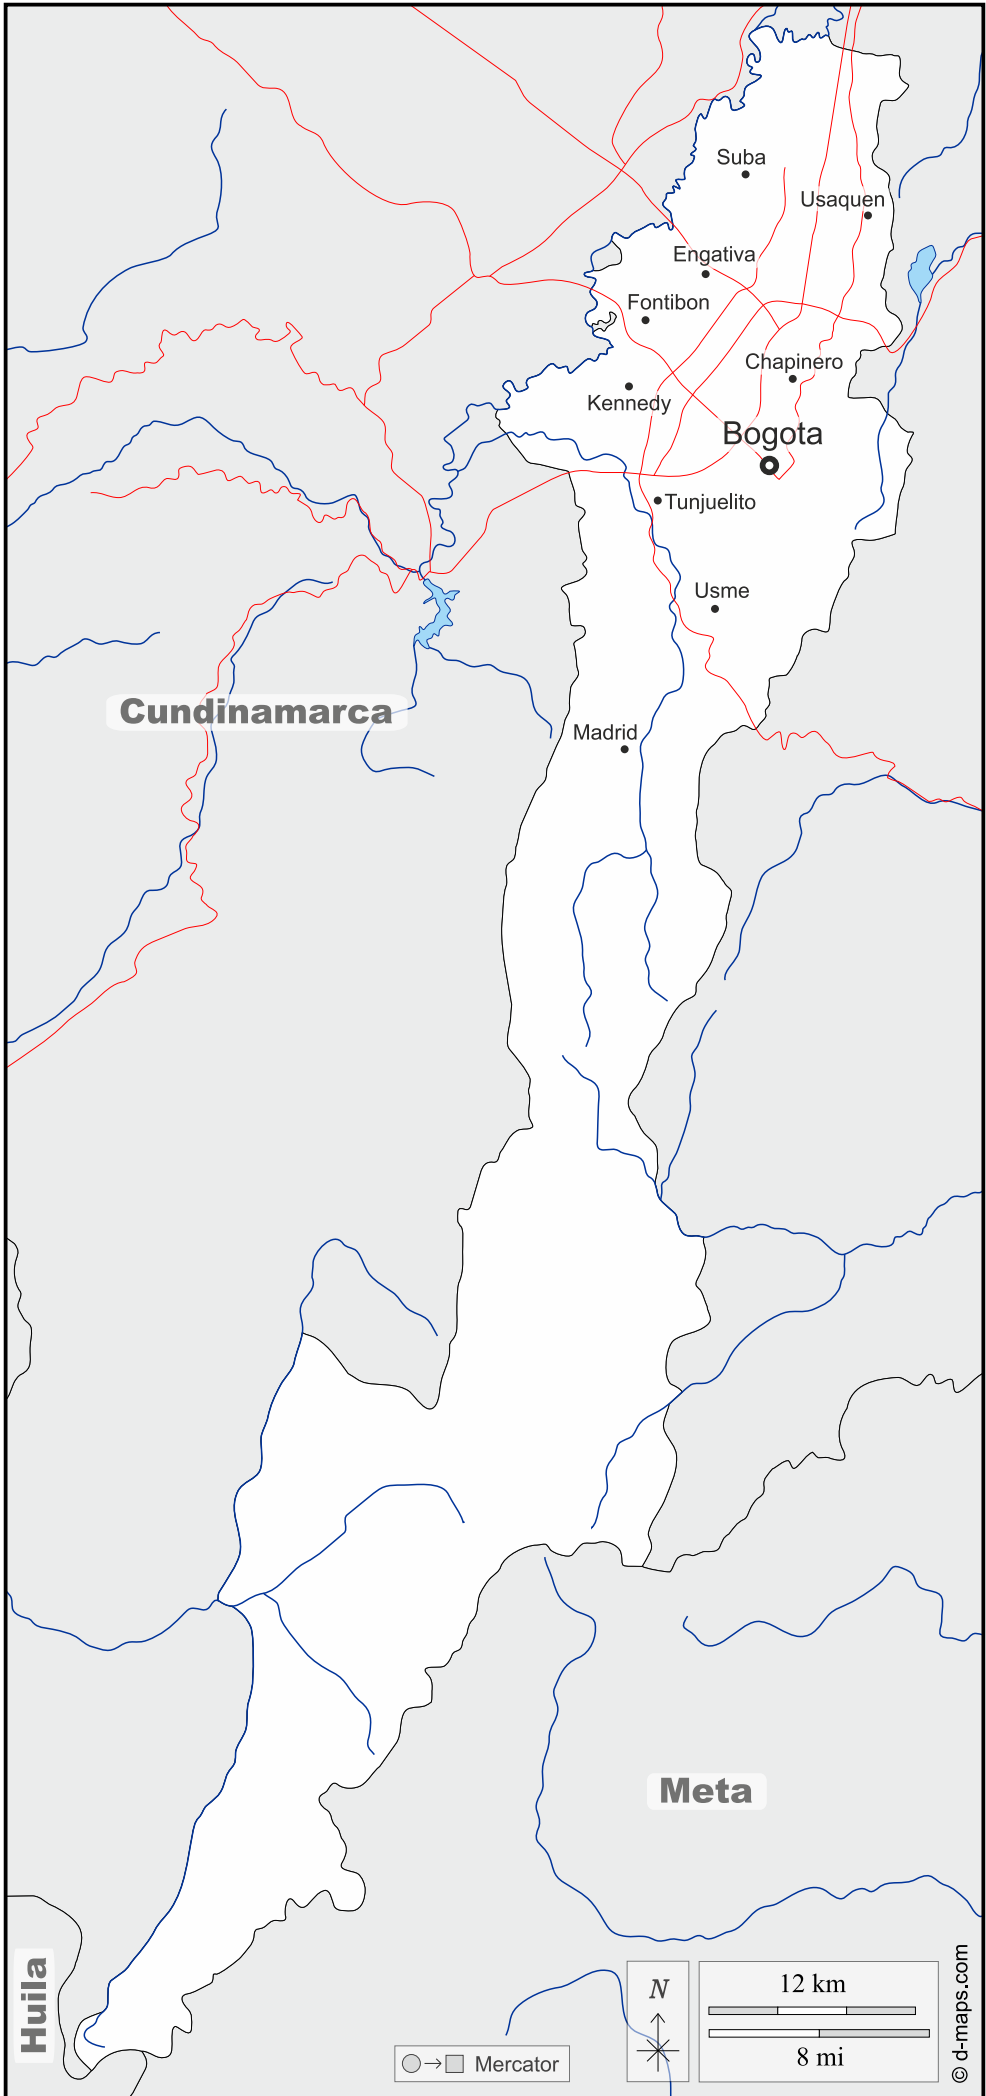 Suba
Usaquen
Engativa
Fontibon
Chapinero
Kennedy
Bogota
Tunjuelito
Usme
Cundinamarca
Madrid
Meta
Huila
N
12 km
8 mi
Mercator
© d-maps.com